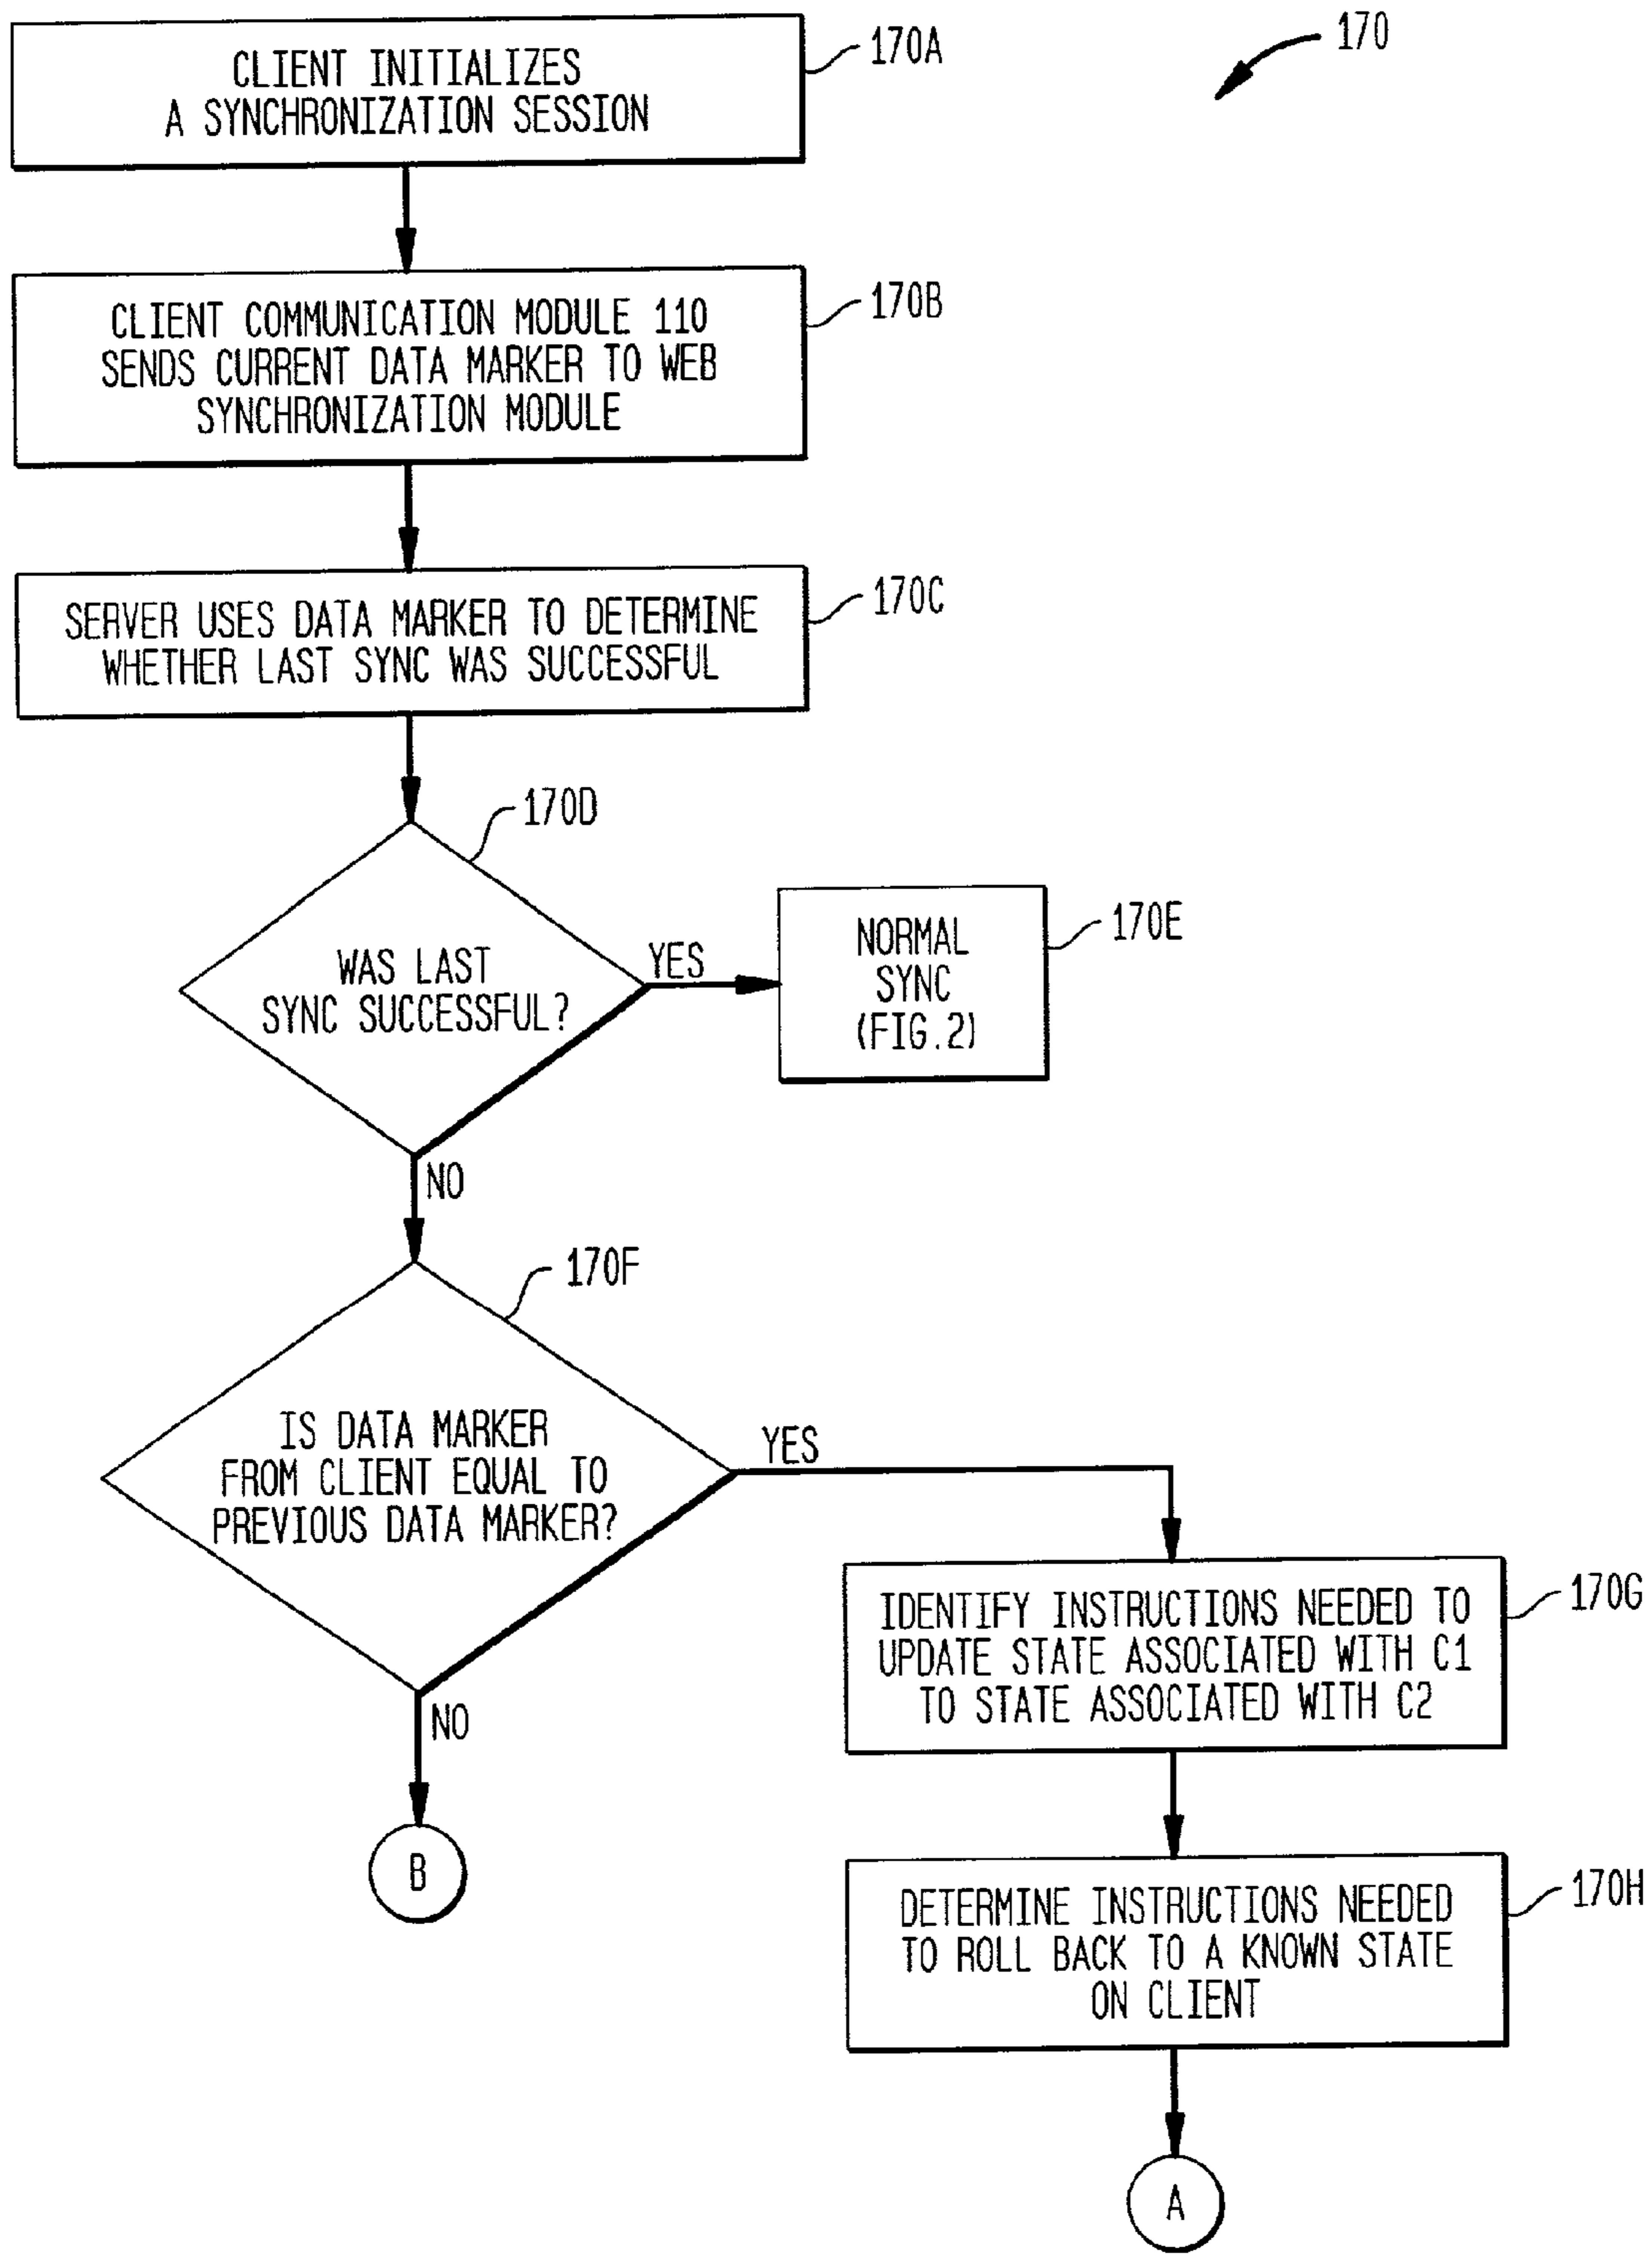 170
CLIENT INITIALIZES
A SYNCHRONIZATION SESSION
170A
CLIENT COMMUNICATION MODULE 110
SENDS CURRENT DATA MARKER TO WEB
SYNCHRONIZATION MODULE
170B
SERVER USES DATA MARKER TO DETERMINE
WHETHER LAST SYNC WAS SUCCESSFUL
170C
170D
WAS LAST
SYNC SUCCESSFUL?
YES
NORMAL
SYNC
(FIG.2)
170E
NO
170F
IS DATA MARKER
FROM CLIENT EQUAL TO
PREVIOUS DATA MARKER?
YES
NO
B
IDENTIFY INSTRUCTIONS NEEDED TO
UPDATE STATE ASSOCIATED WITH C1
TO STATE ASSOCIATED WITH C2
170G
DETERMINE INSTRUCTIONS NEEDED
TO ROLL BACK TO A KNOWN STATE
ON CLIENT
170H
A